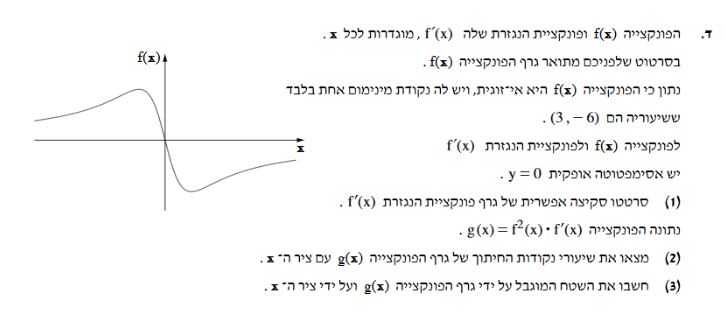 ד. הפונקצייה f(x) ופונקציית הנגזרת שלה f′(x) , מוגדרות לכל x .
בסרטוט שלפניכם מתואר גרף הפונקצייה f(x) .
נתון כי הפונקצייה f(x) היא אי־זוגית, ויש לה נקודת מינימום אחת בלבד
ששיעוריה הם (3 , −6) .
לפונקצייה f(x) ולפונקציית הנגזרת f′(x)
יש אסימפטוטה אופקית y = 0 .
(1) סרטטו סקיצה אפשרית של גרף פונקציית הנגזרת f′(x) .
נתונה הפונקצייה g(x) = f²(x) • f′(x) .
(2) מצאו את שיעורי נקודות החיתוך של גרף הפונקצייה g(x) עם ציר ה־ x .
(3) חשבו את השטח המוגבל על ידי גרף הפונקצייה g(x) ועל ידי ציר ה־ x .
f(x)
x